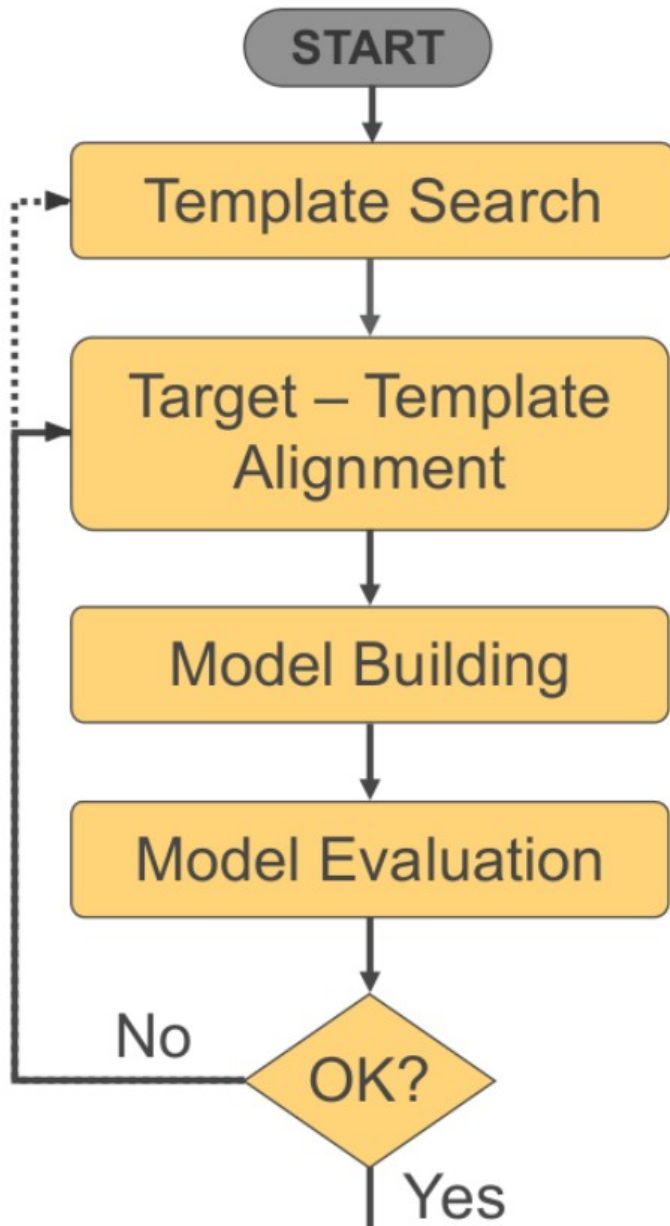 START
Template Search
Target – Template
Alignment
Model Building
Model Evaluation
No
OK?
Yes